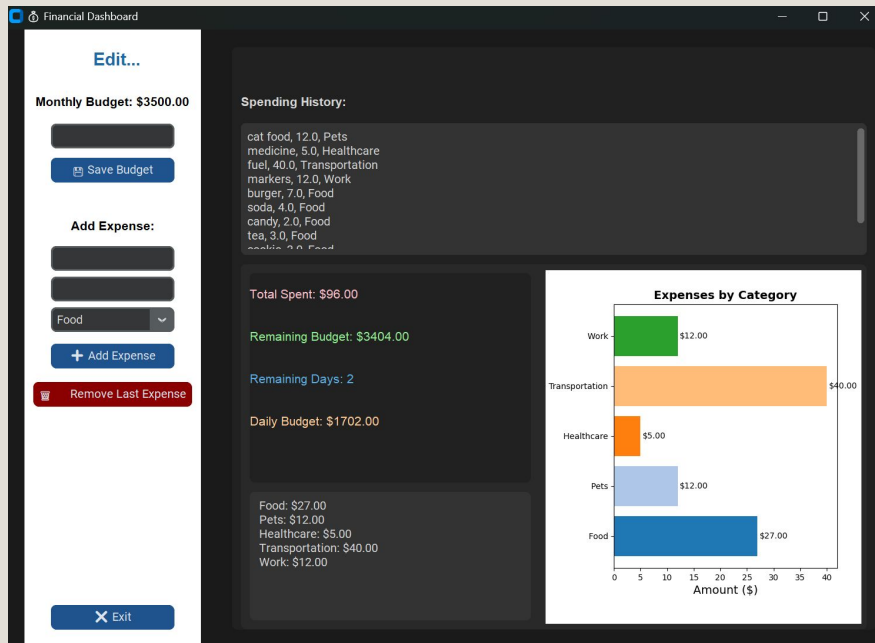 Financial Dashboard
Edit...
Monthly Budget: $3500.00
Save Budget
Add Expense:
Food
Add Expense
Remove Last Expense
Exit
Spending History:
cat food, 12.0, Pets
medicine, 5.0, Healthcare
fuel, 40.0, Transportation
markers, 12.0, Work
burger, 7.0, Food
soda, 4.0, Food
candy, 2.0, Food
tea, 3.0, Food
Total Spent: $96.00
Remaining Budget: $3404.00
Remaining Days: 2
Daily Budget: $1702.00
Food: $27.00
Pets: $12.00
Healthcare: $5.00
Transportation: $40.00
Work: $12.00
Expenses by Category
Work $12.00
Transportation $40.00
Healthcare $5.00
Pets $12.00
Food $27.00
0 5 10 15 20 25 30 35 40
Amount ($)